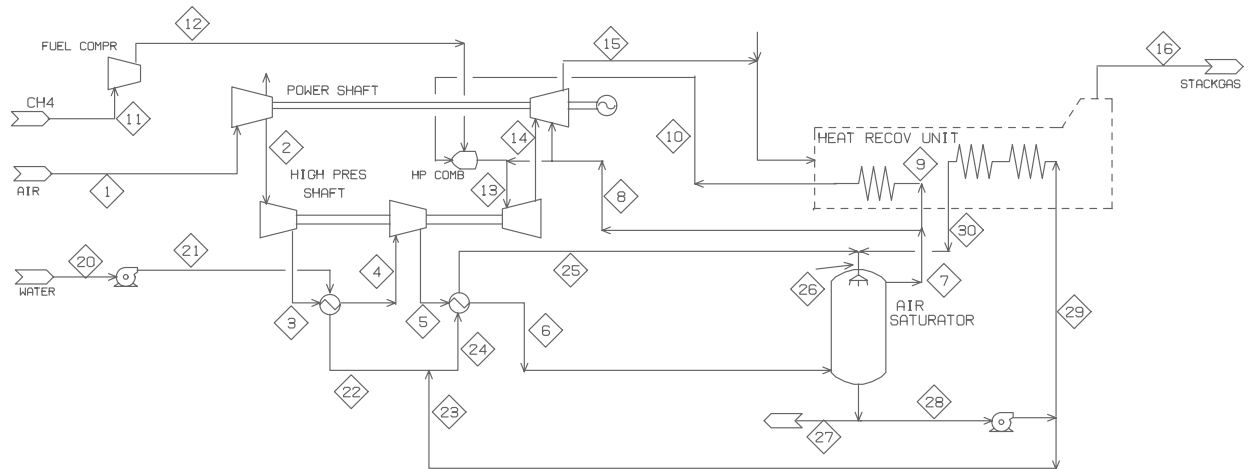 12
15
16
FUEL COMPR
STACKGAS
POWER SHAFT
CH4
11
14
10
HEAT RECOV UNIT
2
9
HIGH PRES
SHAFT
HP COMB
13
AIR
1
8
30
20
21
4
25
26
7
WATER
3
5
6
AIR
SATURATOR
29
24
22
23
28
27